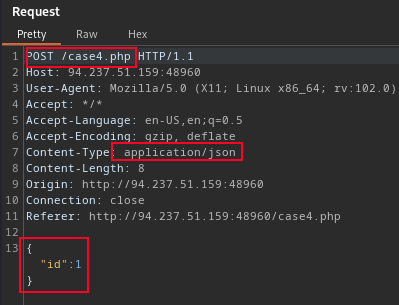 Request
Pretty Raw Hex
1 POST /case4.php HTTP/1.1
2 Host: 94.237.51.159:48960
3 User-Agent: Mozilla/5.0 (X11; Linux x86_64; rv:102.0)
4 Accept: */*
5 Accept-Language: en-US,en;q=0.5
6 Accept-Encoding: gzip, deflate
7 Content-Type: application/json
8 Content-Length: 8
9 Origin: http://94.237.51.159:48960
10 Connection: close
11 Referer: http://94.237.51.159:48960/case4.php
12
13 {
"id":1
}